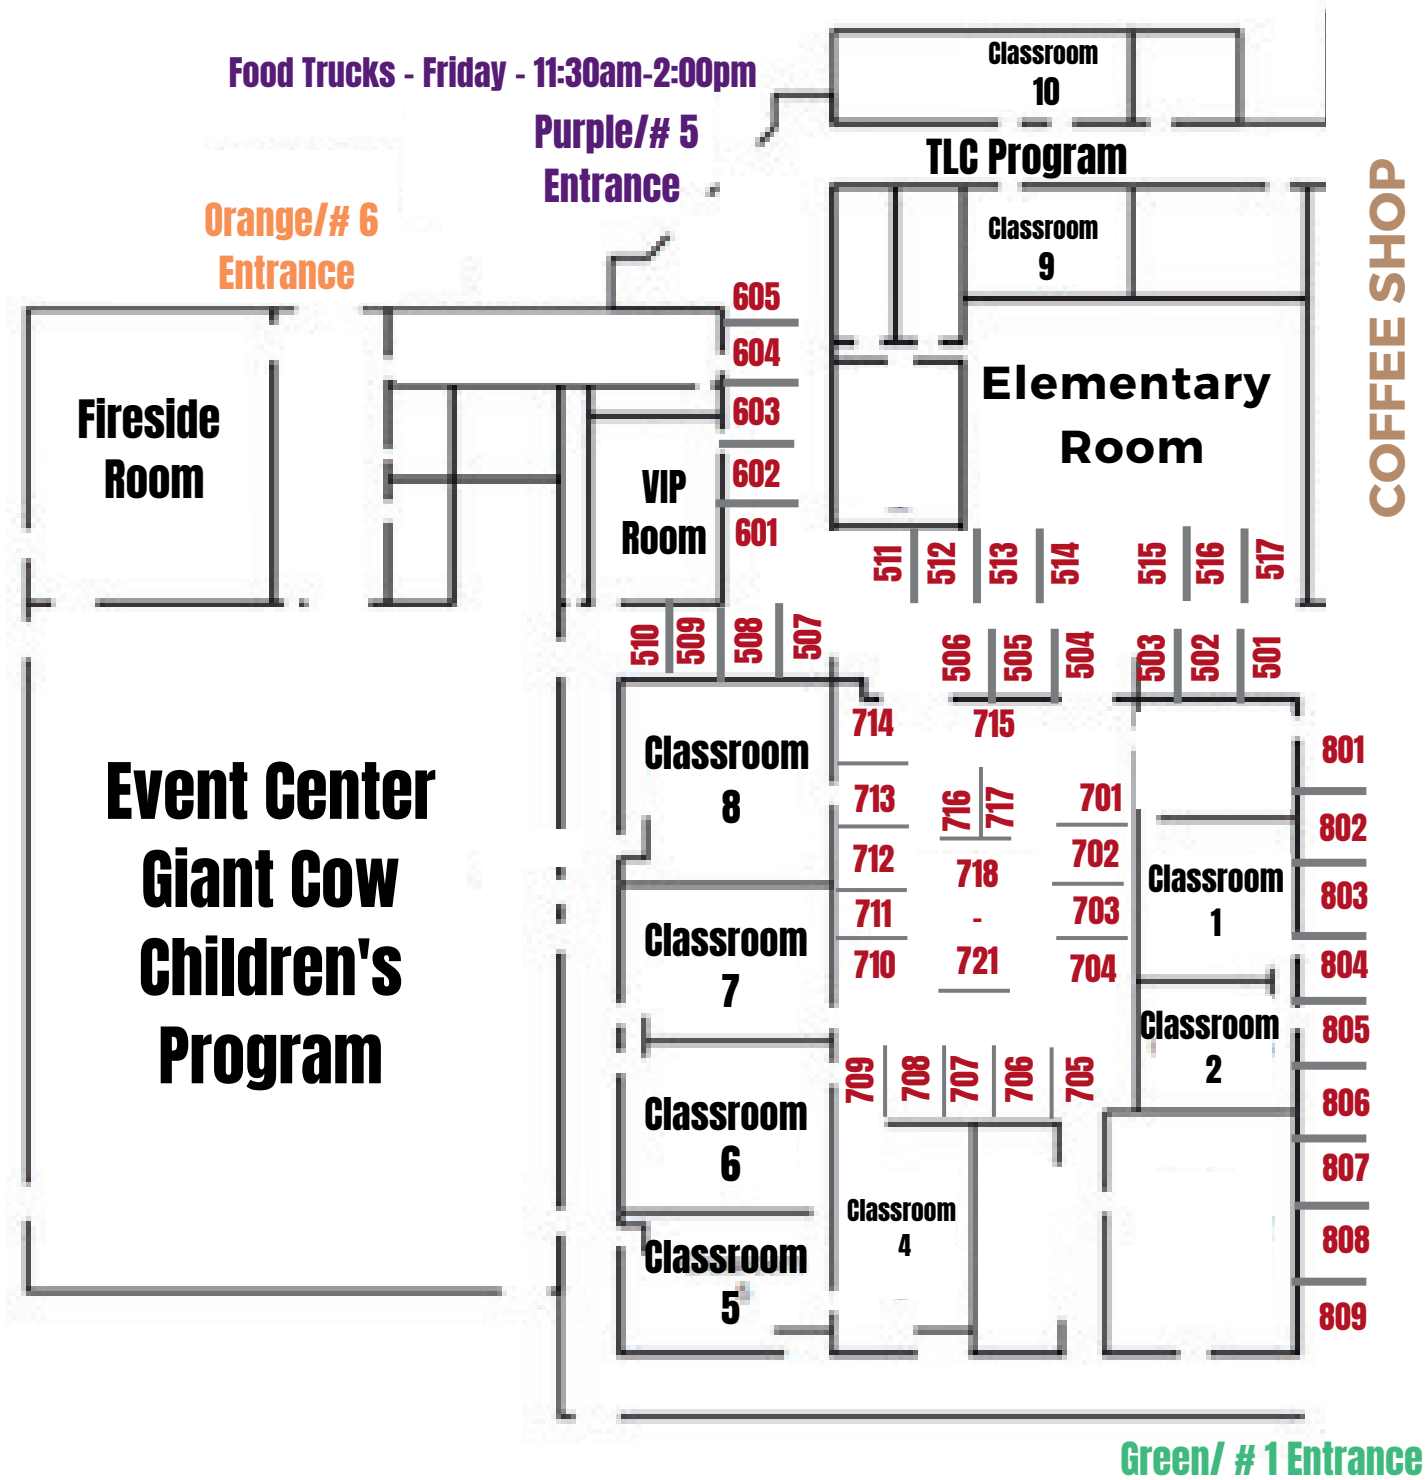 Food Trucks - Friday - 11:30am-2:00pm
Purple/# 5
Entrance
Orange/# 6
Entrance
Classroom
10
TLC Program
Classroom
9
COFFEE SHOP
Elementary
Room
Fireside
Room
VIP
Room
605
604
603
602
601
511
512
513
514
515
516
517
510
509
508
507
506
505
504
503
502
501
Event Center
Giant Cow
Children's
Program
Classroom
8
Classroom
7
Classroom
6
Classroom
5
Classroom
4
714
713
712
711
710
715
716
717
718
-
721
701
702
703
704
709
708
707
706
705
Classroom
1
Classroom
2
801
802
803
804
805
806
807
808
809
Green/ # 1 Entrance